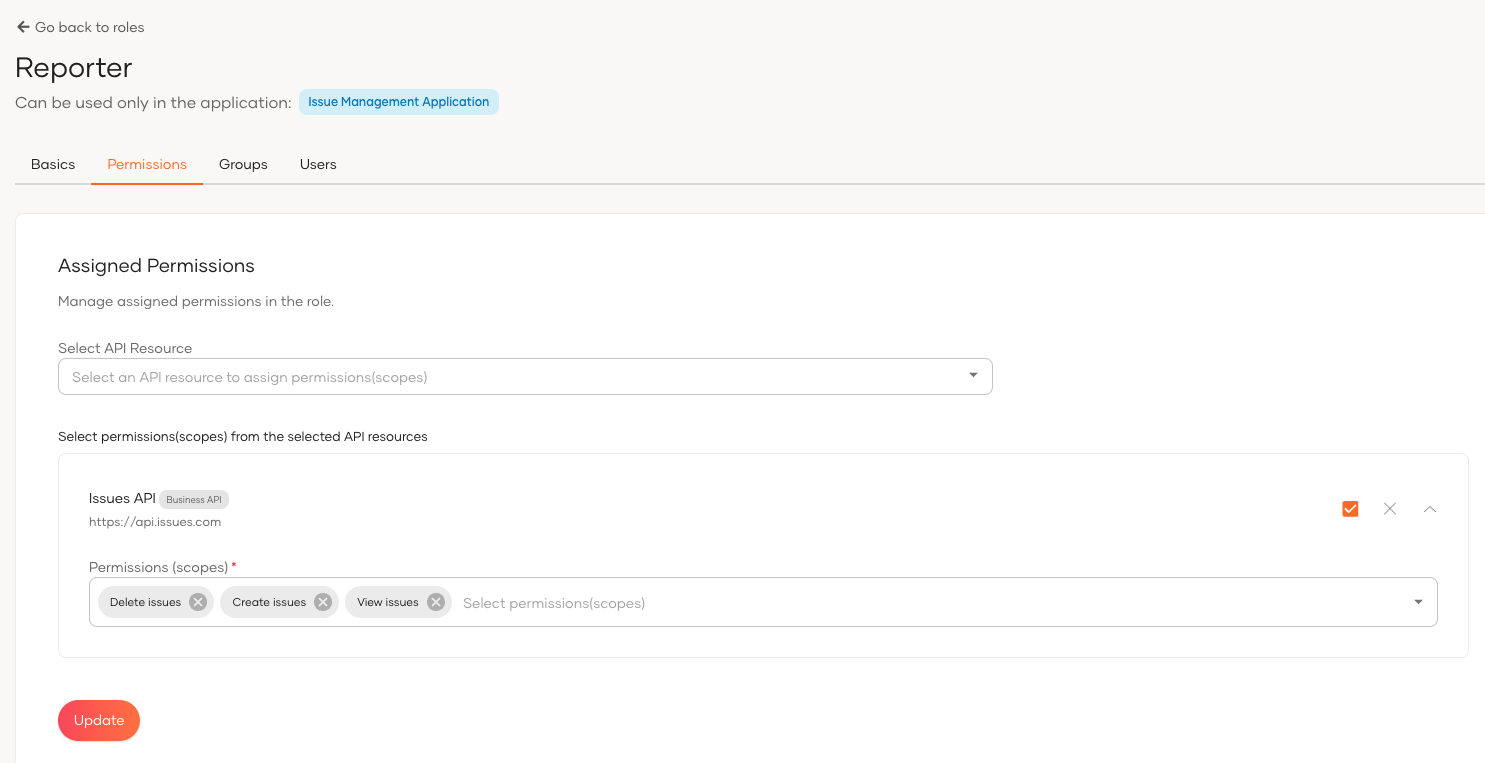 Go back to roles
Reporter
Can be used only in the application: Issue Management Application
Basics Permissions Groups Users
Assigned Permissions
Manage assigned permissions in the role.
Select API Resource
Select an API resource to assign permissions(scopes)
Select permissions(scopes) from the selected API resources
Issues API Business API
https://api.issues.com
Permissions (scopes) *
Delete issues Create issues View issues Select permissions(scopes)
Update